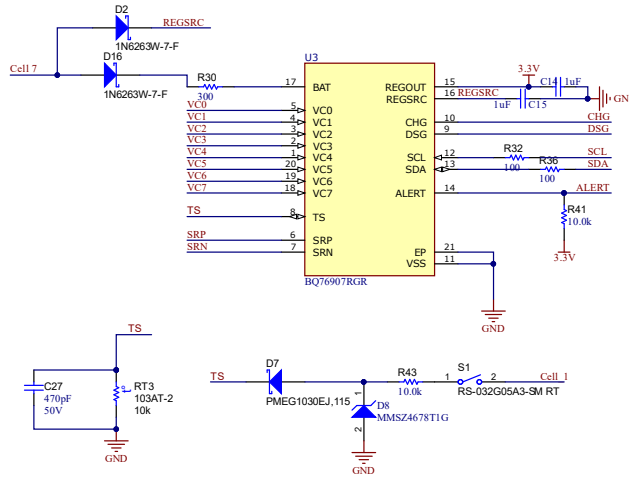 D2
REGSRC
1N6263W-7-F
D16
Cell 7
1N6263W-7-F
R30
300
U3
17 BAT
VC0 5 VC0
VC1 4 VC1
VC2 3 VC2
VC3 2 VC3
VC4 1 VC4
VC5 20 VC5
VC6 19 VC6
VC7 18 VC7
TS 8 TS
SRP 6 SRP
SRN 7 SRN
REGOUT 15
REGSRC 16 REGSRC
3.3V
C14 1uF
1uF C15
GN
CHG 10 CHG
DSG 9 DSG
SCL 12 R32 100 SCL
SDA 13 R36 100 SDA
ALERT 14 ALERT
R41
10.0k
3.3V
EP 21
VSS 11
BQ76907RGR
GND
TS
C27
470pF
50V
RT3
103AT-2
10k
t°
GND
TS
D7
PMEG1030EJ,115
R43
10.0k
S1
1 2
Cell_1
RS-032G05A3-SM RT
1
D8
MMSZ4678T1G
2
GND